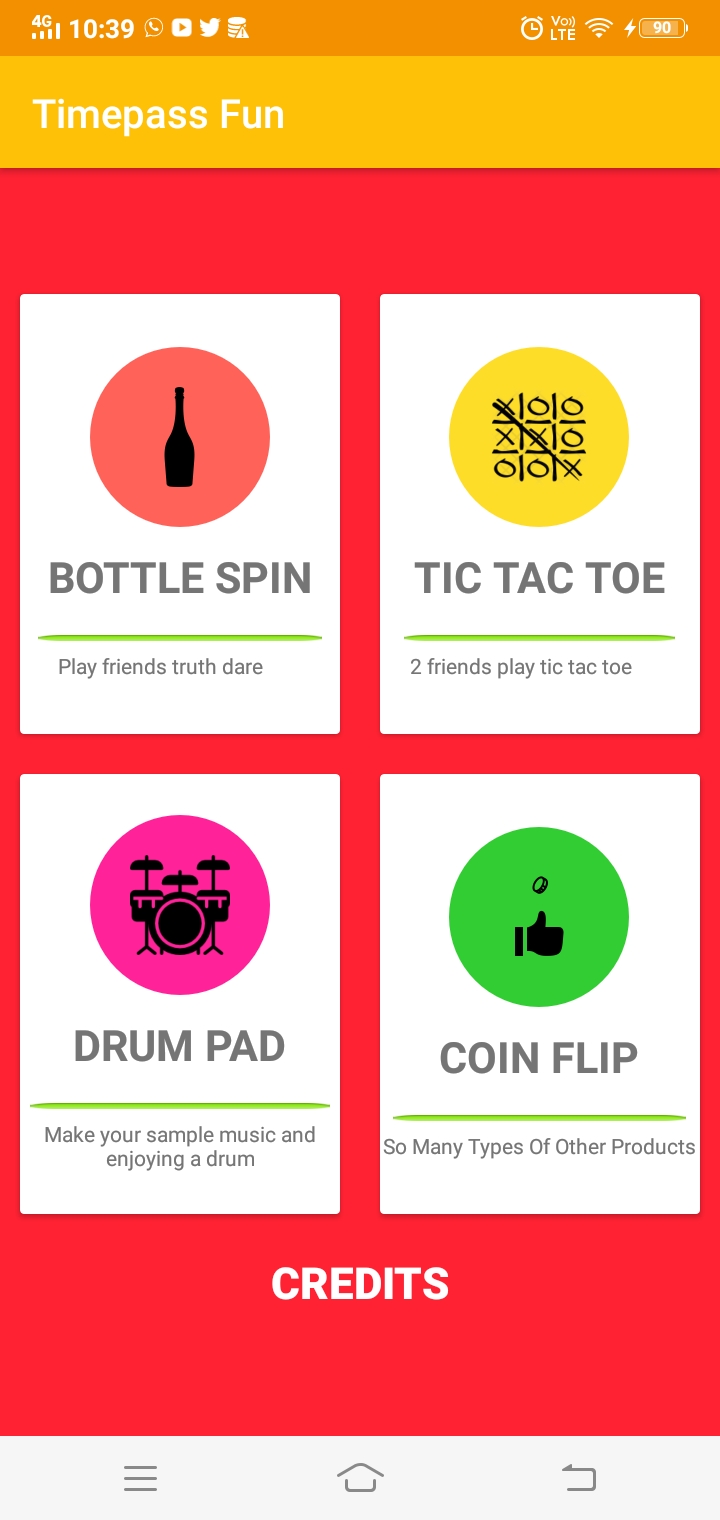 4G 10:39 Vo)) LTE 90
Timepass Fun
BOTTLE SPIN
Play friends truth dare
TIC TAC TOE
2 friends play tic tac toe
DRUM PAD
Make your sample music and
enjoying a drum
COIN FLIP
So Many Types Of Other Products
CREDITS